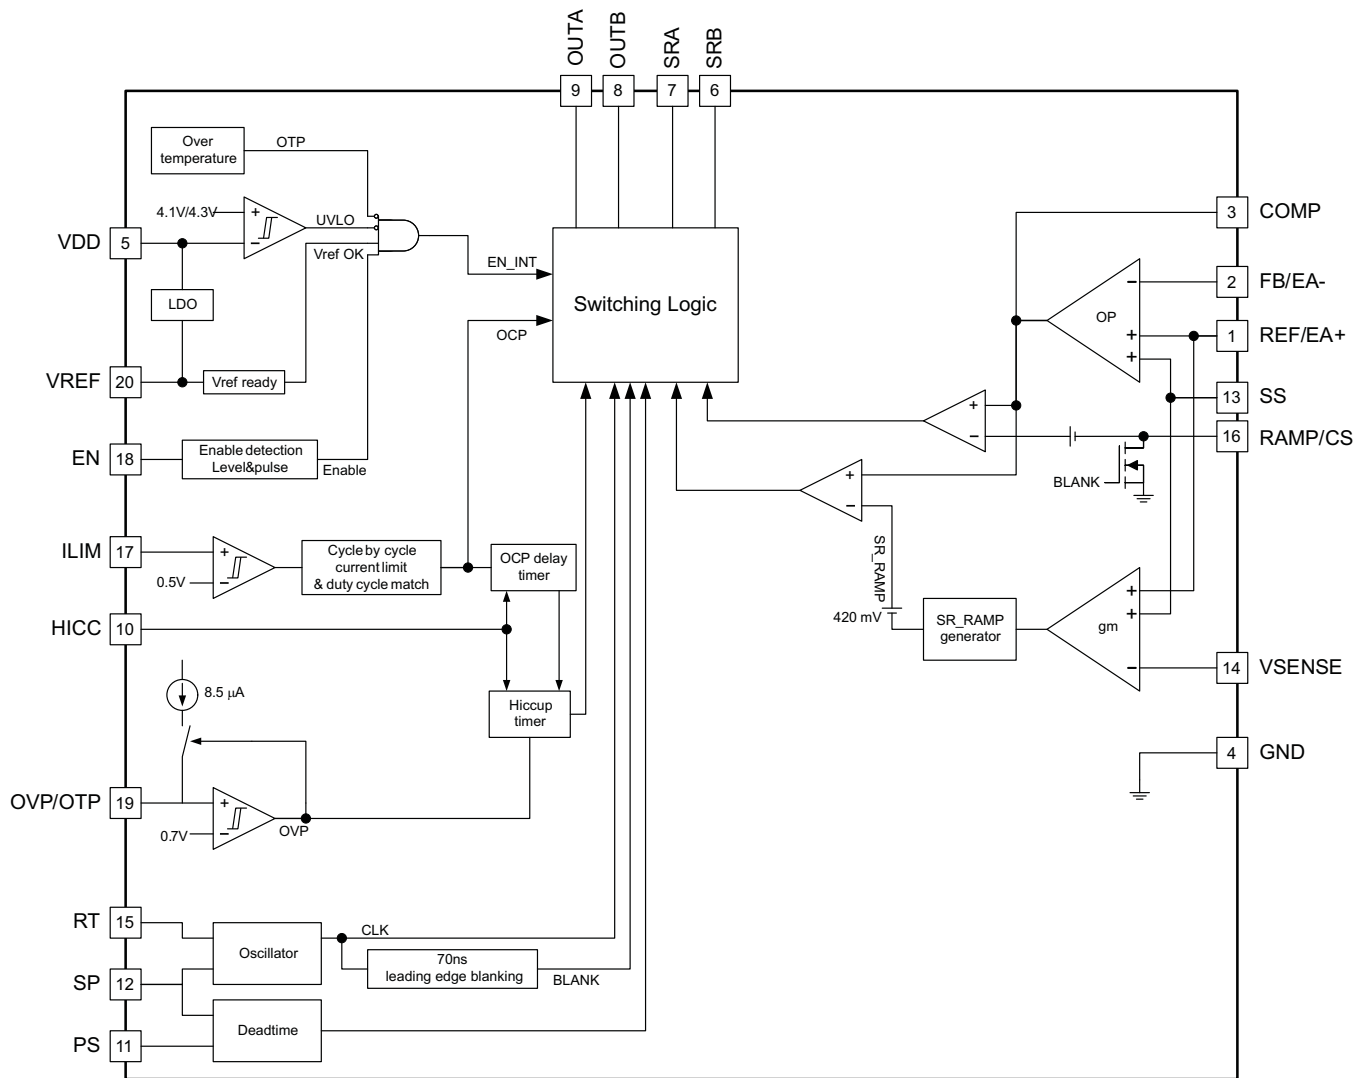 OUTA
OUTB
SRA
SRB
9
8
7
6
Over
temperature
OTP
4.1V/4.3V
+
−
UVLO
VDD
5
Vref OK
LDO
EN_INT
Switching Logic
OCP
VREF
20
Vref ready
EN
18
Enable detection
Level&pulse
Enable
3
COMP
−
2
FB/EA-
OP
+
1
REF/EA+
+
13
SS
+
−
16
RAMP/CS
BLANK
+
−
SR_RAMP
ILIM
17
+
0.5V
−
Cycle by cycle
current limit
& duty cycle match
OCP delay
timer
HICC
10
420 mV
SR_RAMP
generator
+
+
gm
−
14
VSENSE
8.5 μA
Hiccup
timer
4
GND
OVP/OTP
19
+
0.7V
−
OVP
RT
15
Oscillator
CLK
70ns
leading edge blanking
BLANK
SP
12
Deadtime
PS
11